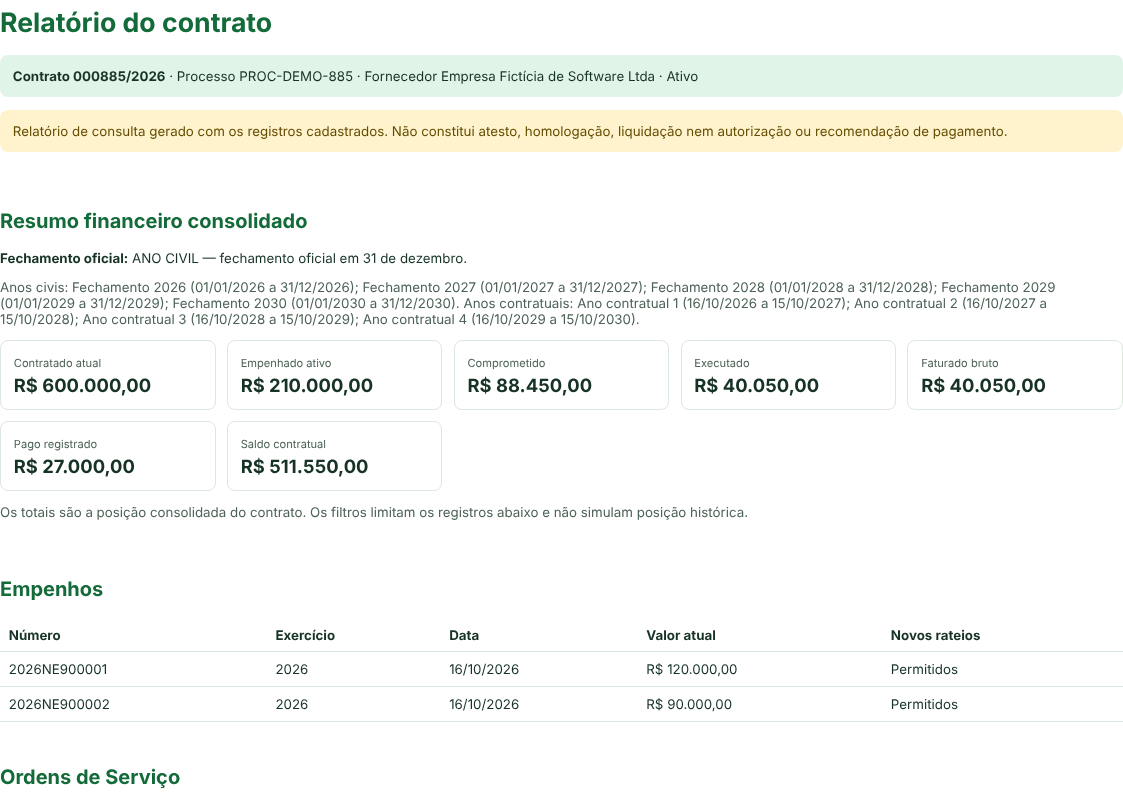 Relatório do contrato
Contrato 000885/2026 · Processo PROC-DEMO-885 · Fornecedor Empresa Fictícia de Software Ltda · Ativo
Relatório de consulta gerado com os registros cadastrados. Não constitui atesto, homologação, liquidação nem autorização ou recomendação de pagamento.
Resumo financeiro consolidado
Fechamento oficial: ANO CIVIL — fechamento oficial em 31 de dezembro.
Anos civis: Fechamento 2026 (01/01/2026 a 31/12/2026); Fechamento 2027 (01/01/2027 a 31/12/2027); Fechamento 2028 (01/01/2028 a 31/12/2028); Fechamento 2029
(01/01/2029 a 31/12/2029); Fechamento 2030 (01/01/2030 a 31/12/2030). Anos contratuais: Ano contratual 1 (16/10/2026 a 15/10/2027); Ano contratual 2 (16/10/2027 a
15/10/2028); Ano contratual 3 (16/10/2028 a 15/10/2029); Ano contratual 4 (16/10/2029 a 15/10/2030).
Contratado atual
R$ 600.000,00
Empenhado ativo
R$ 210.000,00
Comprometido
R$ 88.450,00
Executado
R$ 40.050,00
Faturado bruto
R$ 40.050,00
Pago registrado
R$ 27.000,00
Saldo contratual
R$ 511.550,00
Os totais são a posição consolidada do contrato. Os filtros limitam os registros abaixo e não simulam posição histórica.
Empenhos
Número Exercício Data Valor atual Novos rateios
2026NE900001 2026 16/10/2026 R$ 120.000,00 Permitidos
2026NE900002 2026 16/10/2026 R$ 90.000,00 Permitidos
Ordens de Serviço